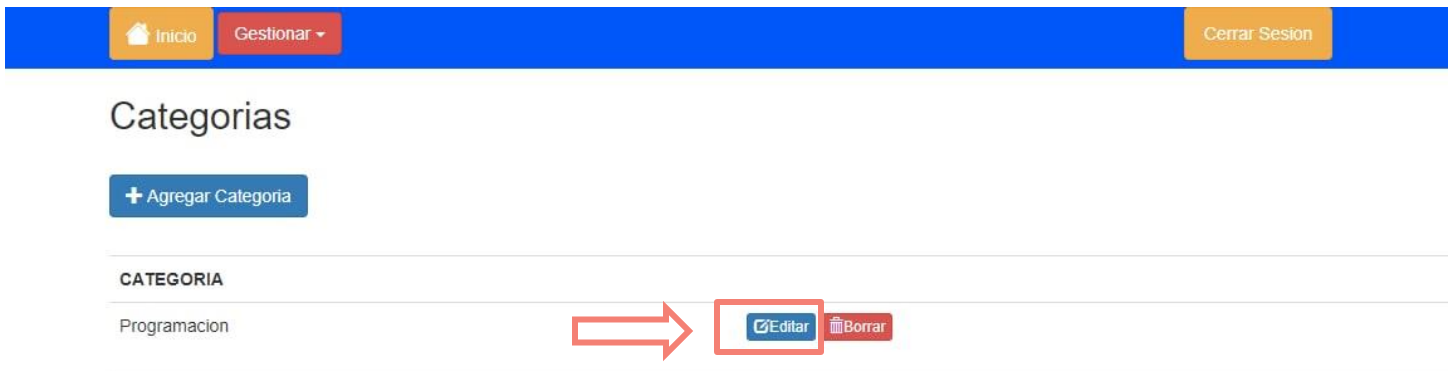 Inicio Gestionar Cerrar Sesion
Categorias
Agregar Categoria
CATEGORIA
Programacion Editar Borrar